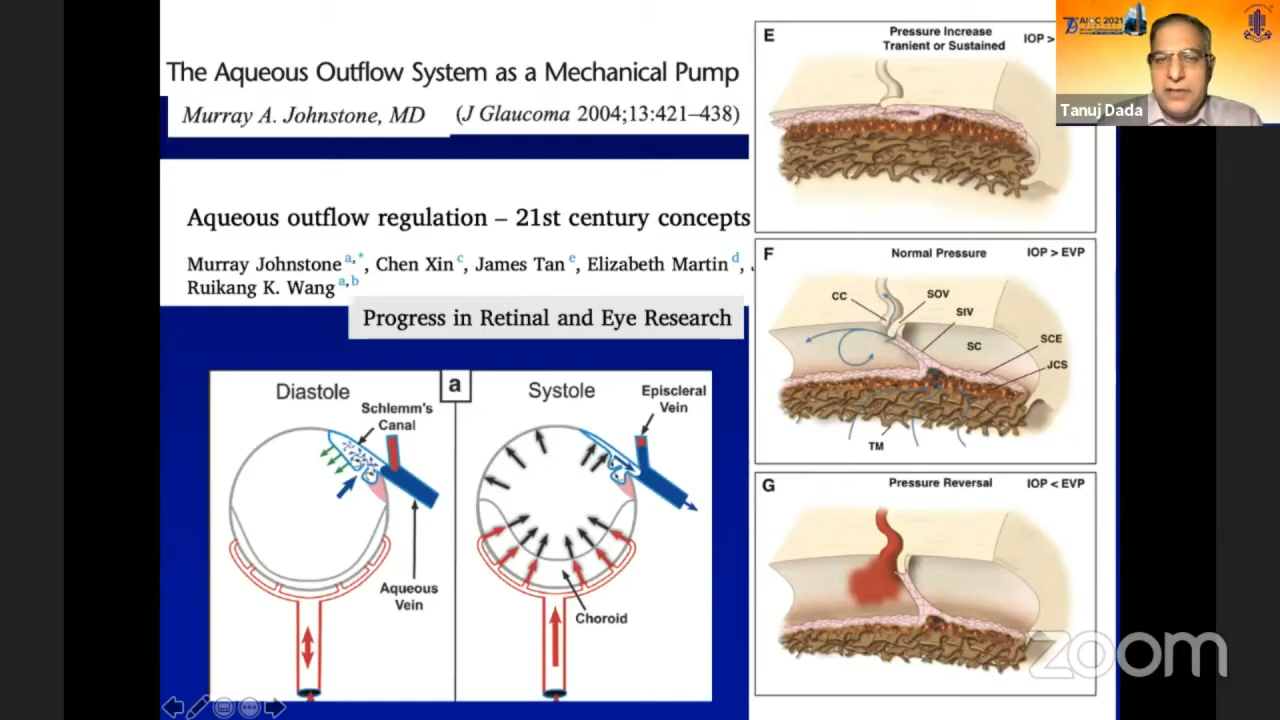 The Aqueous Outflow System as a Mechanical Pump
Murray A. Johnstone, MD (J Glaucoma 2004;13:421–438)
Aqueous outflow regulation – 21st century concepts
Murray Johnstone a,*, Chen Xin c, James Tan e, Elizabeth Martin d,
Ruikang K. Wang a,b
Progress in Retinal and Eye Research
Diastole
a
Systole
Schlemm's
Canal
Episcleral
Vein
Aqueous
Vein
Choroid
E
Pressure Increase
Tranient or Sustained
IOP >
F
Normal Pressure
IOP > EVP
CC
SOV
SIV
SC
SCE
JCS
TM
G
Pressure Reversal
IOP < EVP
AIOC 2021
Tanuj Dada
zoom